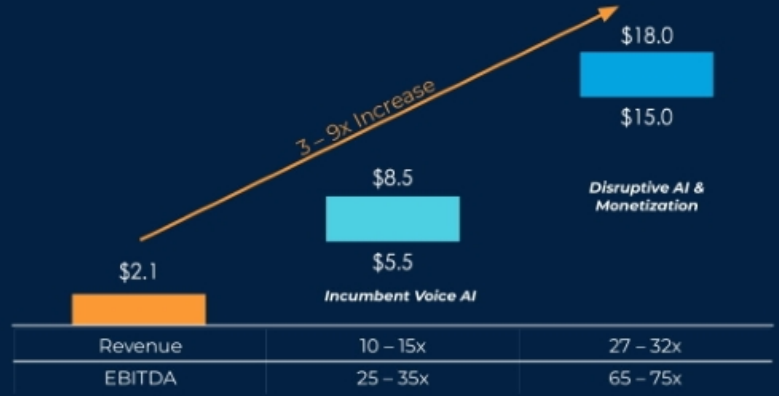 $18.0
3 – 9x Increase
$15.0
$8.5
Disruptive AI &
Monetization
$5.5
$2.1
Incumbent Voice AI
Revenue 10 – 15x 27 – 32x
EBITDA 25 – 35x 65 – 75x